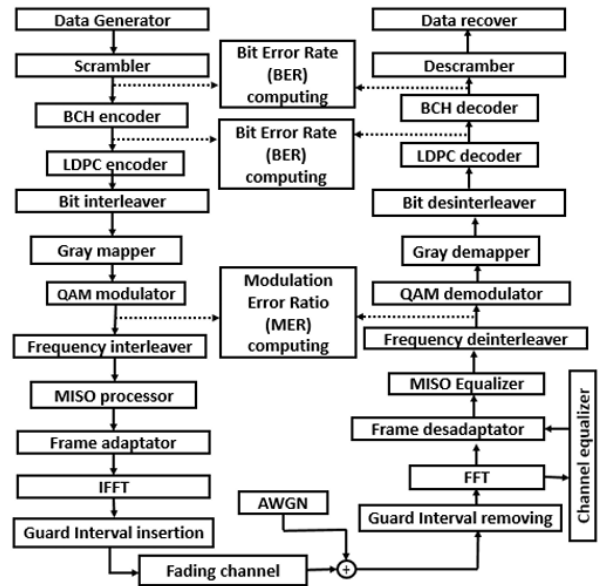 Data Generator
Scrambler
BCH encoder
LDPC encoder
Bit interleaver
Gray mapper
QAM modulator
Frequency interleaver
MISO processor
Frame adaptator
IFFT
Guard Interval insertion
Fading channel
Bit Error Rate
(BER)
computing
Bit Error Rate
(BER)
computing
Modulation
Error Ratio
(MER)
computing
AWGN
+
Data recover
Descramber
BCH decoder
LDPC decoder
Bit desinterleaver
Gray demapper
QAM demodulator
Frequency deinterleaver
MISO Equalizer
Frame desadaptator
FFT
Guard Interval removing
Channel equalizer